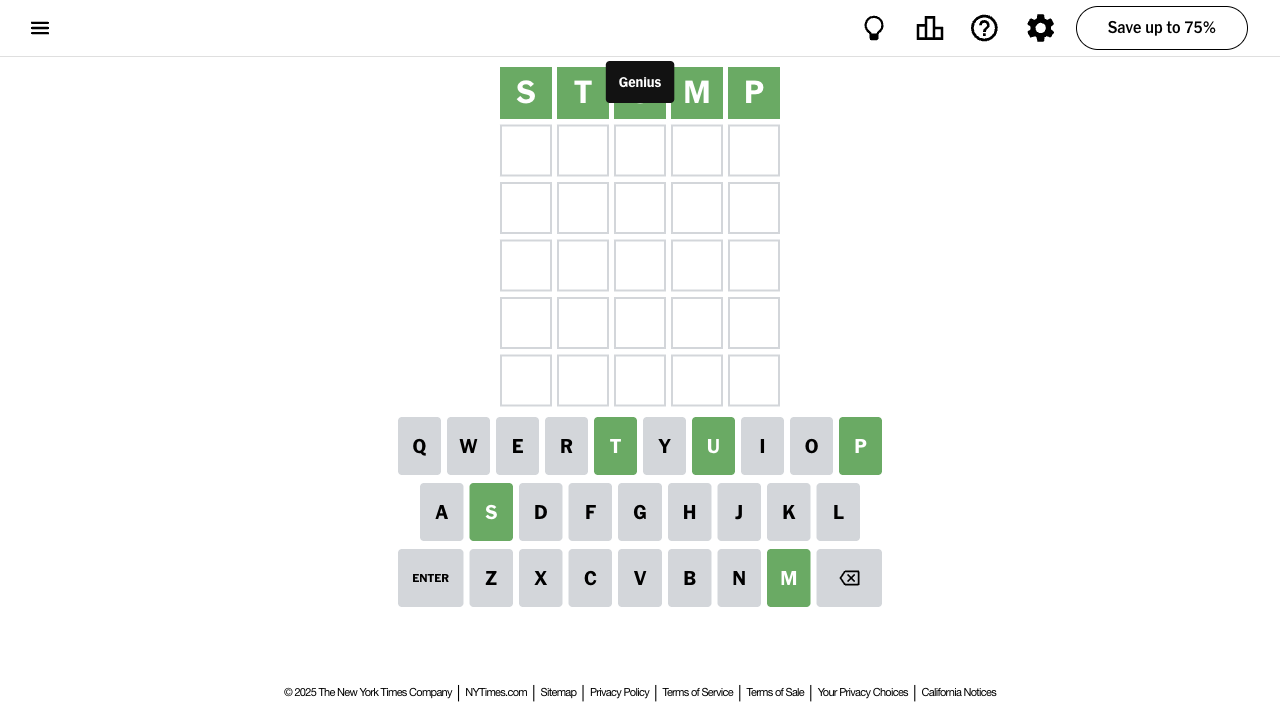 Save up to 75%
Genius
S T M P
Q W E R T Y U I O P
A S D F G H J K L
ENTER Z X C V B N M
© 2025 The New York Times Company | NYTimes.com | Sitemap | Privacy Policy | Terms of Service | Terms of Sale | Your Privacy Choices | California Notices